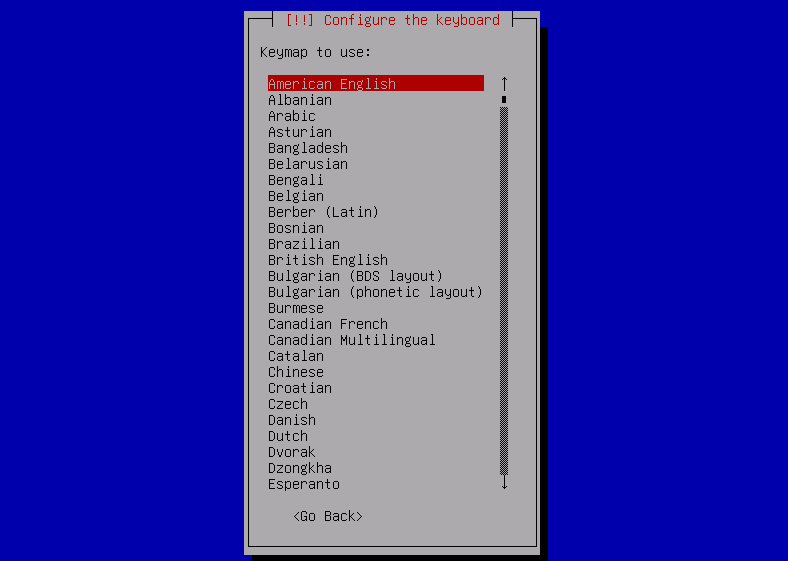 [!!] Configure the keyboard
Keymap to use:
American English
Albanian
Arabic
Asturian
Bangladesh
Belarusian
Bengali
Belgian
Berber (Latin)
Bosnian
Brazilian
British English
Bulgarian (BDS layout)
Bulgarian (phonetic layout)
Burmese
Canadian French
Canadian Multilingual
Catalan
Chinese
Croatian
Czech
Danish
Dutch
Dvorak
Dzongkha
Esperanto
<Go Back>